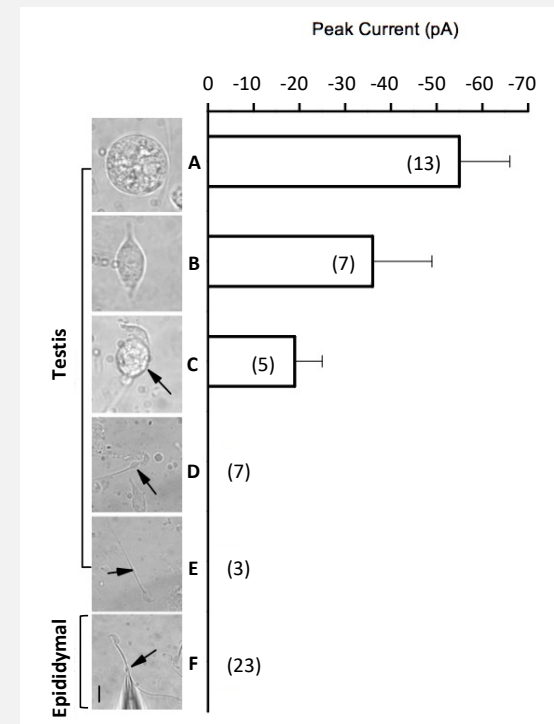 Peak Current (pA)
0 -10 -20 -30 -40 -50 -60 -70
A (13)
B (7)
C (5)
D (7)
E (3)
F (23)
Testis
Epididymal